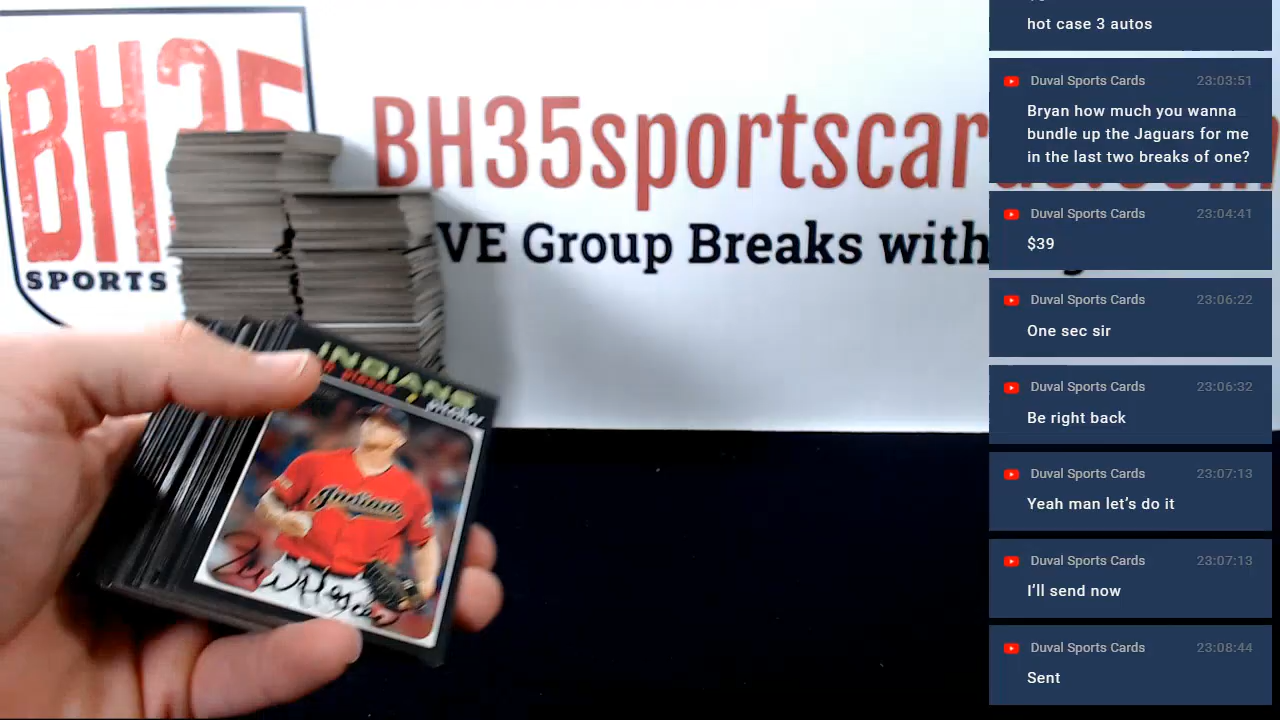 BH35
SPORTS
BH35sportscards.com
VE Group Breaks with
INDIANS
pitcher
Indians
hot case 3 autos
Duval Sports Cards 23:03:51
Bryan how much you wanna
bundle up the Jaguars for me
in the last two breaks of one?
Duval Sports Cards 23:04:41
$39
Duval Sports Cards 23:06:22
One sec sir
Duval Sports Cards 23:06:32
Be right back
Duval Sports Cards 23:07:13
Yeah man let's do it
Duval Sports Cards 23:07:13
I'll send now
Duval Sports Cards 23:08:44
Sent